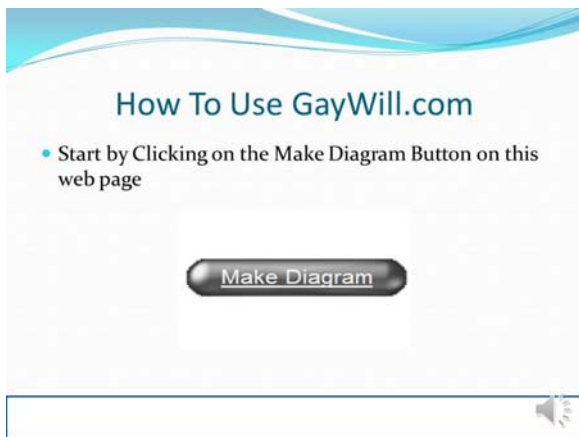 How To Use GayWill.com
• Start by Clicking on the Make Diagram Button on this
web page
Make Diagram